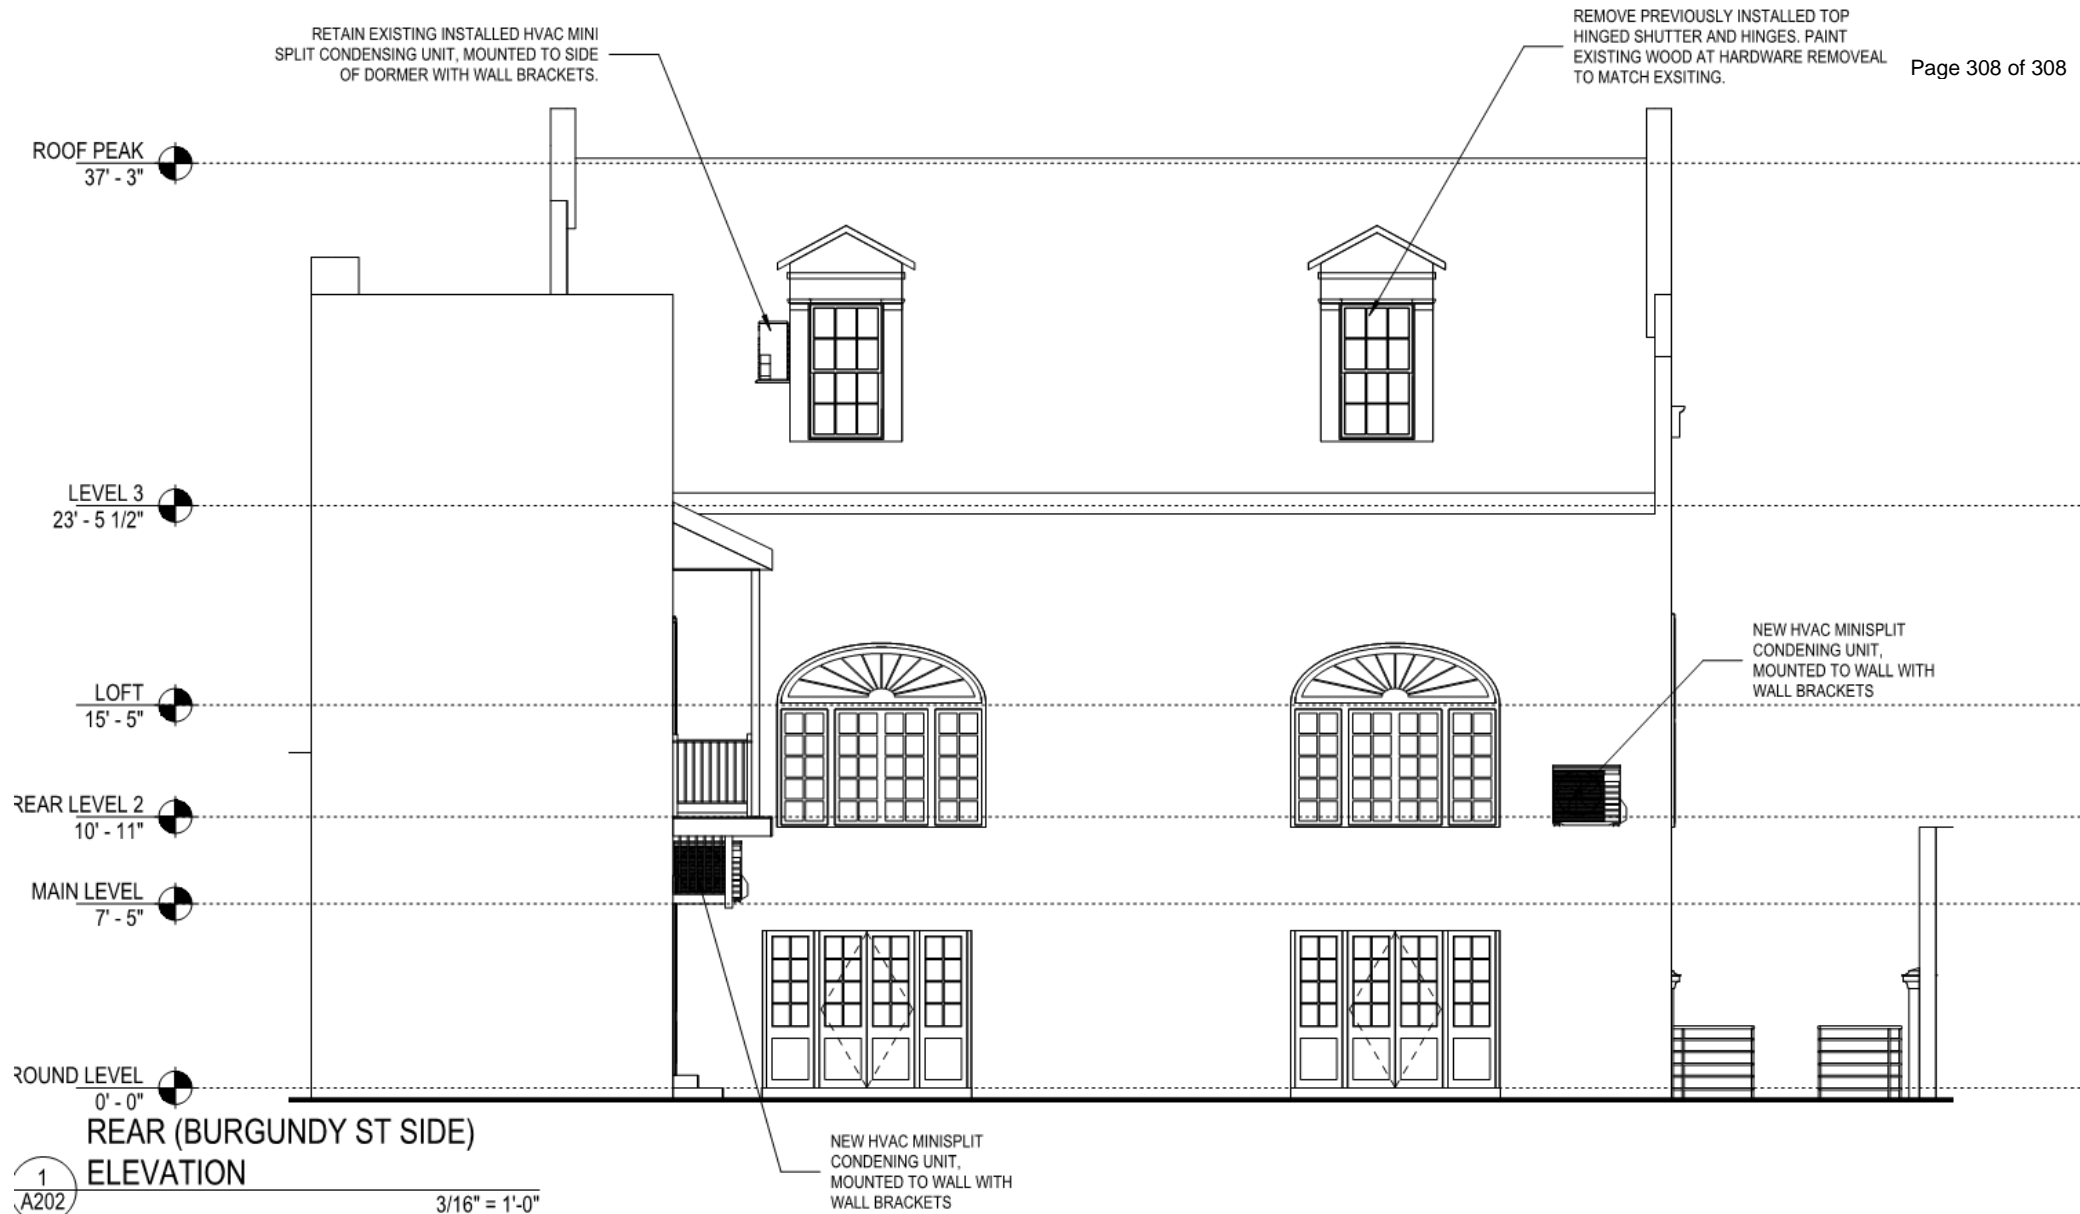 RETAIN EXISTING INSTALLED HVAC MINI
SPLIT CONDENSING UNIT, MOUNTED TO SIDE
OF DORMER WITH WALL BRACKETS.
REMOVE PREVIOUSLY INSTALLED TOP
HINGED SHUTTER AND HINGES. PAINT
EXISTING WOOD AT HARDWARE REMOVEAL
TO MATCH EXSITING.
Page 308 of 308
ROOF PEAK
37' - 3"
LEVEL 3
23' - 5 1/2"
LOFT
15' - 5"
REAR LEVEL 2
10' - 11"
MAIN LEVEL
7' - 5"
ROUND LEVEL
0' - 0"
NEW HVAC MINISPLIT
CONDENING UNIT,
MOUNTED TO WALL WITH
WALL BRACKETS
NEW HVAC MINISPLIT
CONDENING UNIT,
MOUNTED TO WALL WITH
WALL BRACKETS
REAR (BURGUNDY ST SIDE)
ELEVATION
1
A202
3/16" = 1'-0"